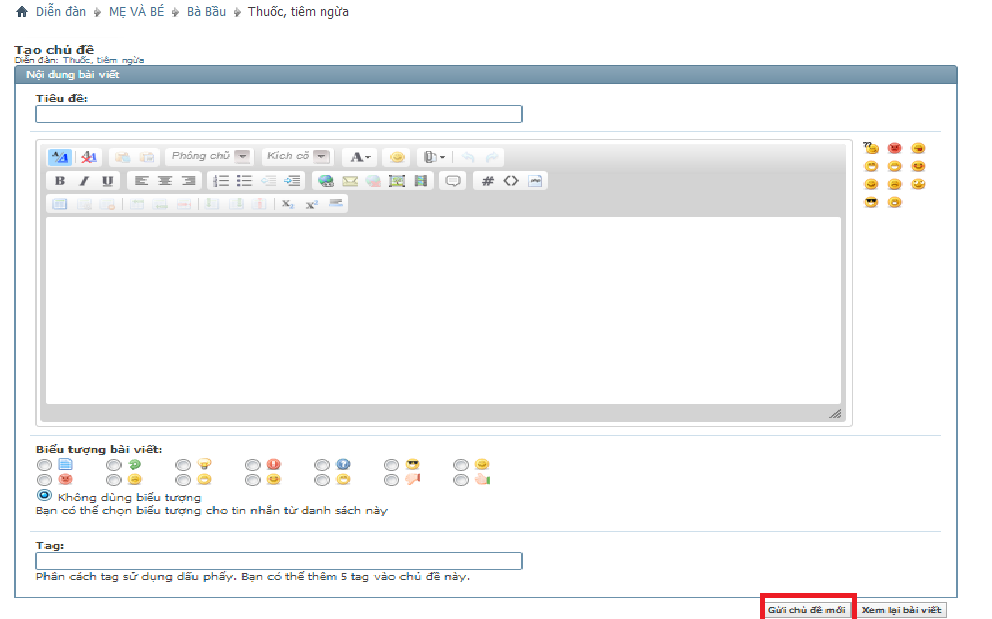 Diễn đàn MẸ VÀ BÉ Bà Bầu Thuốc, tiêm ngừa
Tạo chủ đề
Diễn đàn: Thuốc, tiêm ngừa
Nội dung bài viết
Tiêu đề:
Phông chữ Kích cỡ A
B I U # <>
X₂ X²
Biểu tượng bài viết:
Không dùng biểu tượng
Bạn có thể chọn biểu tượng cho tin nhắn từ danh sách này
Tag:
Phân cách tag sử dụng dấu phẩy. Bạn có thể thêm 5 tag vào chủ đề này.
Gửi chủ đề mới Xem lại bài viết